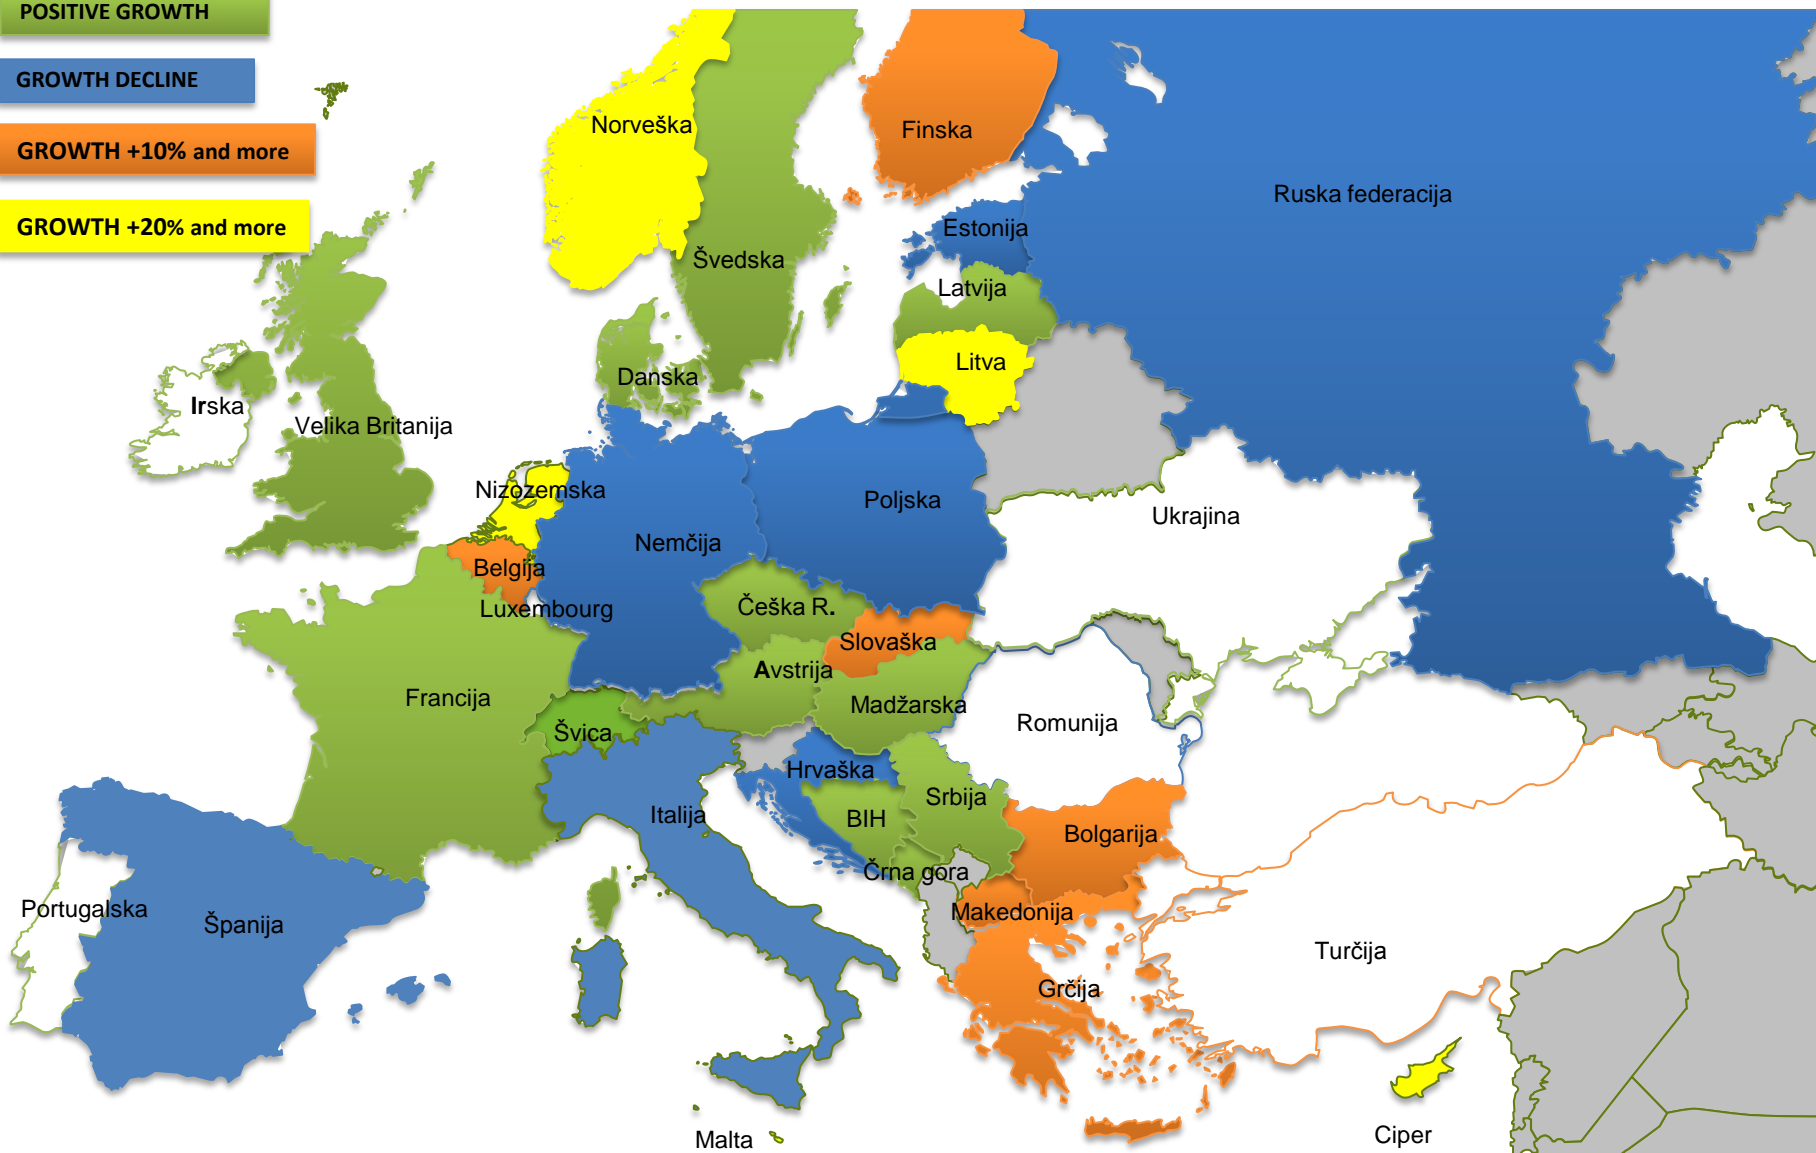 POSITIVE GROWTH
GROWTH DECLINE
GROWTH +10% and more
GROWTH +20% and more
Norveška
Finska
Ruska federacija
Estonija
Švedska
Latvija
Litva
Danska
Irska
Velika Britanija
Nizozemska
Poljska
Ukrajina
Nemčija
Belgija
Luxembourg
Češka R.
Slovaška
Avstrija
Francija
Madžarska
Romunija
Švica
Hrvaška
Srbija
Italija
BIH
Bolgarija
Črna gora
Portugalska
Makedonija
Španija
Turčija
Grčija
Malta
Ciper